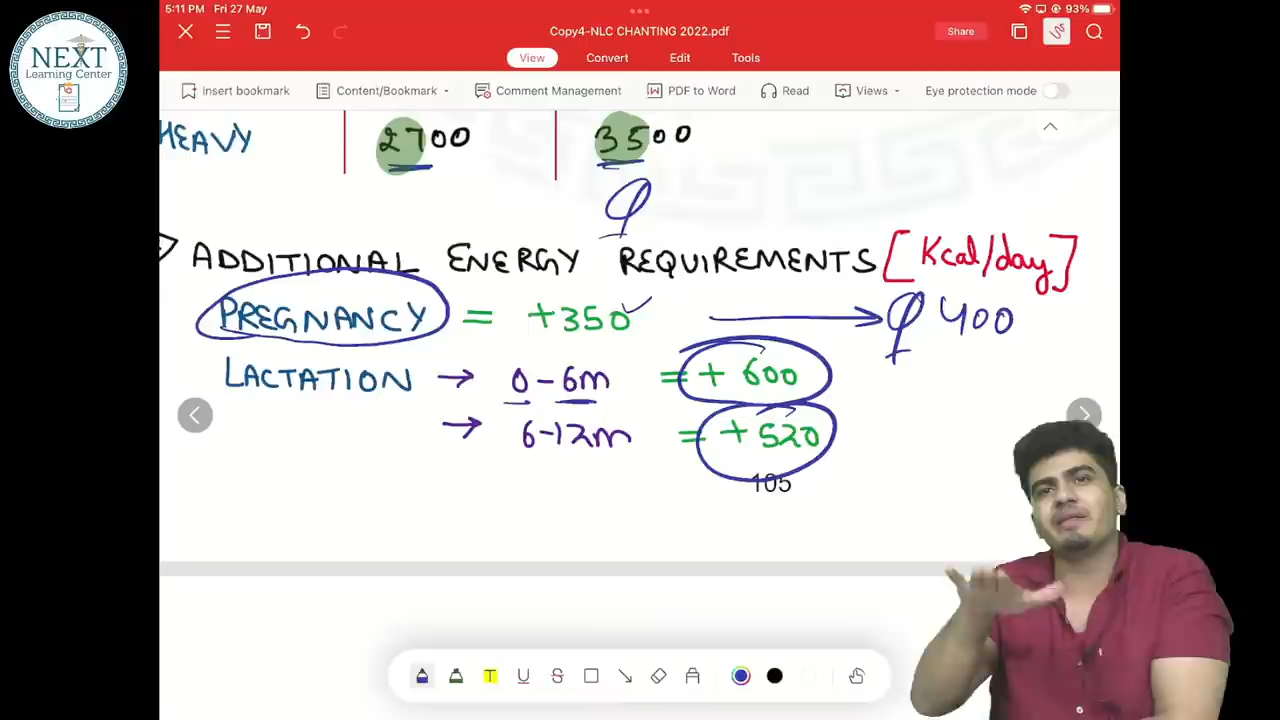 5:11 PM Fri 27 May
93%
NEXT
Learning Center
Copy4-NLC CHANTING 2022.pdf
Share
View Convert Edit Tools
Insert bookmark Content/Bookmark Comment Management PDF to Word Read Views Eye protection mode
HEAVY 2700 3500
ADDITIONAL ENERGY REQUIREMENTS [Kcal/day]
PREGNANCY = +350 400
LACTATION → 0-6m = + 600
→ 6-12m = + 520
105
T U S A